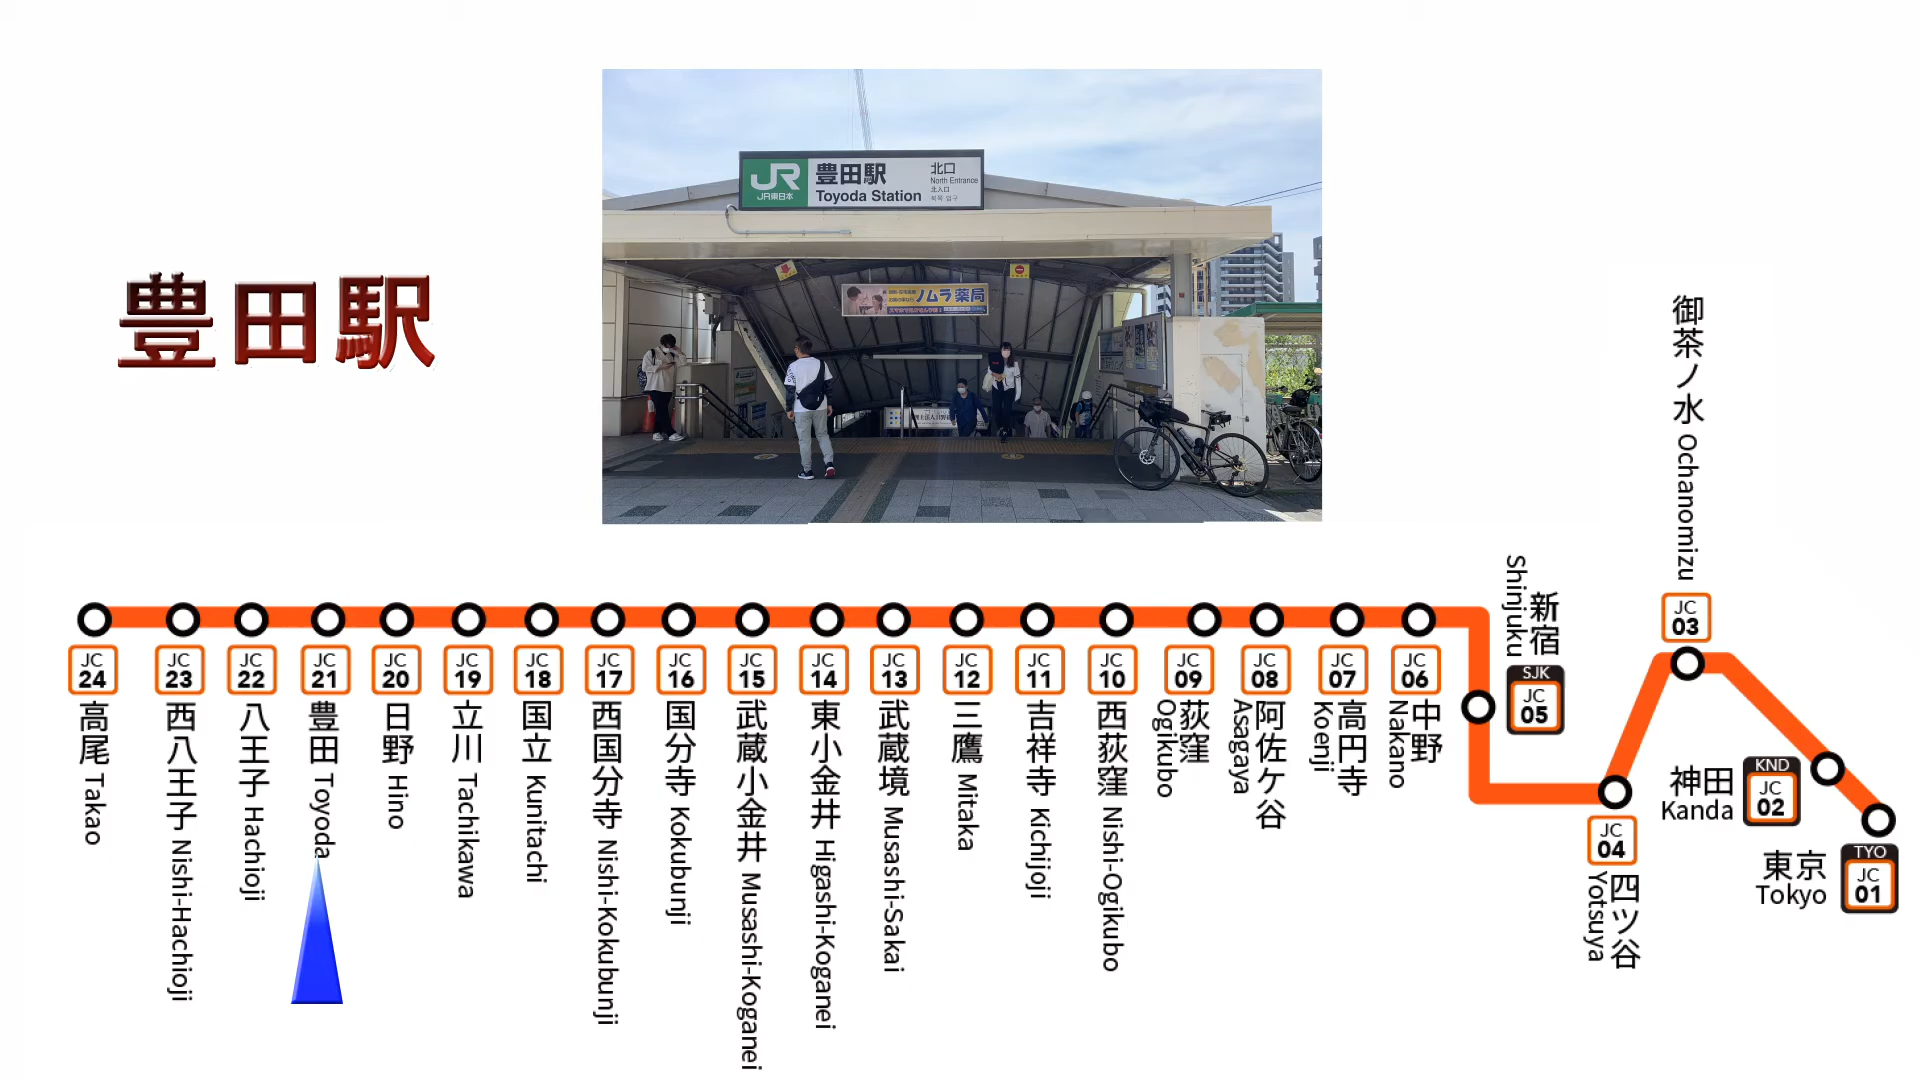 JR
JR東日本
豊田駅
Toyoda Station
北口
North Entrance
北入口
ノムラ薬局
豊田駅
JC 24
高尾 Takao
JC 23
西八王子 Nishi-Hachioji
JC 22
八王子 Hachioji
JC 21
豊田 Toyoda
JC 20
日野 Hino
JC 19
立川 Tachikawa
JC 18
国立 Kunitachi
JC 17
西国分寺 Nishi-Kokubunji
JC 16
国分寺 Kokubunji
JC 15
武蔵小金井 Musashi-Koganei
JC 14
東小金井 Higashi-Koganei
JC 13
武蔵境 Musashi-Sakai
JC 12
三鷹 Mitaka
JC 11
吉祥寺 Kichijoji
JC 10
西荻窪 Nishi-Ogikubo
JC 09
荻窪
Ogikubo
JC 08
阿佐ケ谷
Asagaya
JC 07
高円寺
Koenji
JC 06
中野
Nakano
新宿
Shinjuku
SJK
JC 05
JC 04
四ツ谷
Yotsuya
御茶ノ水 Ochanomizu
JC 03
神田
Kanda
KND
JC 02
東京
Tokyo
TYO
JC 01